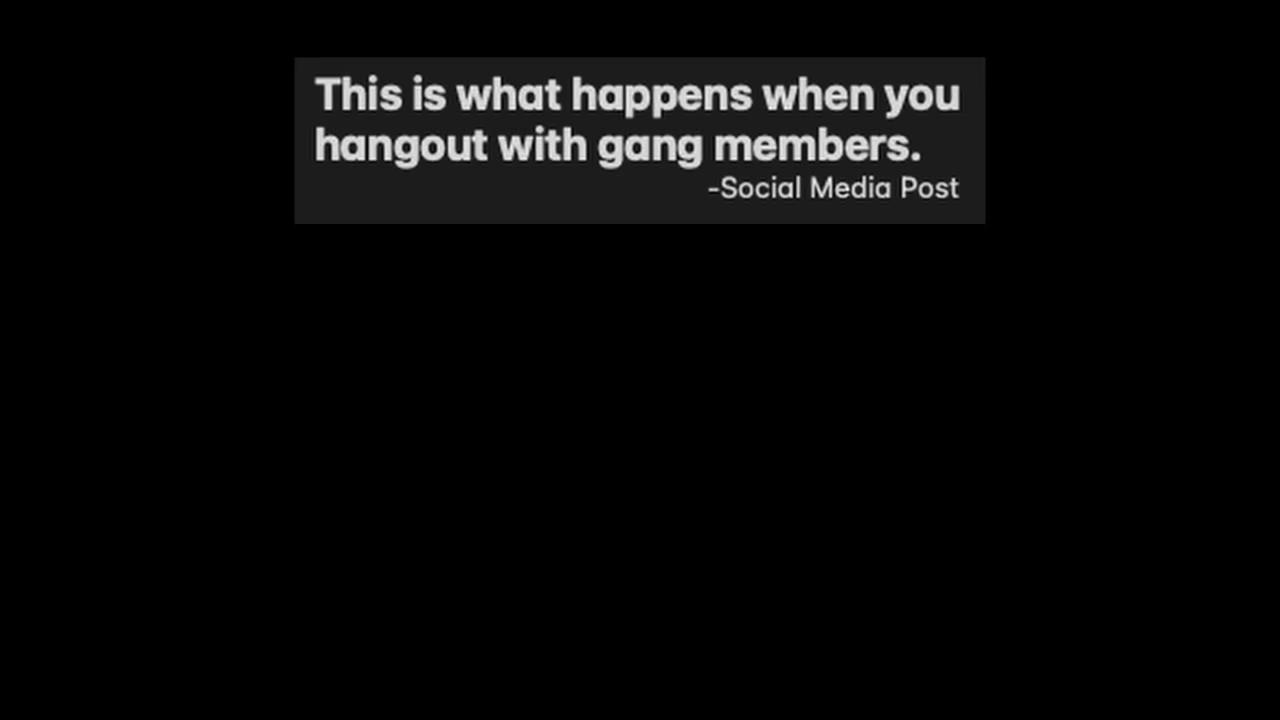 This is what happens when you
hangout with gang members.
-Social Media Post